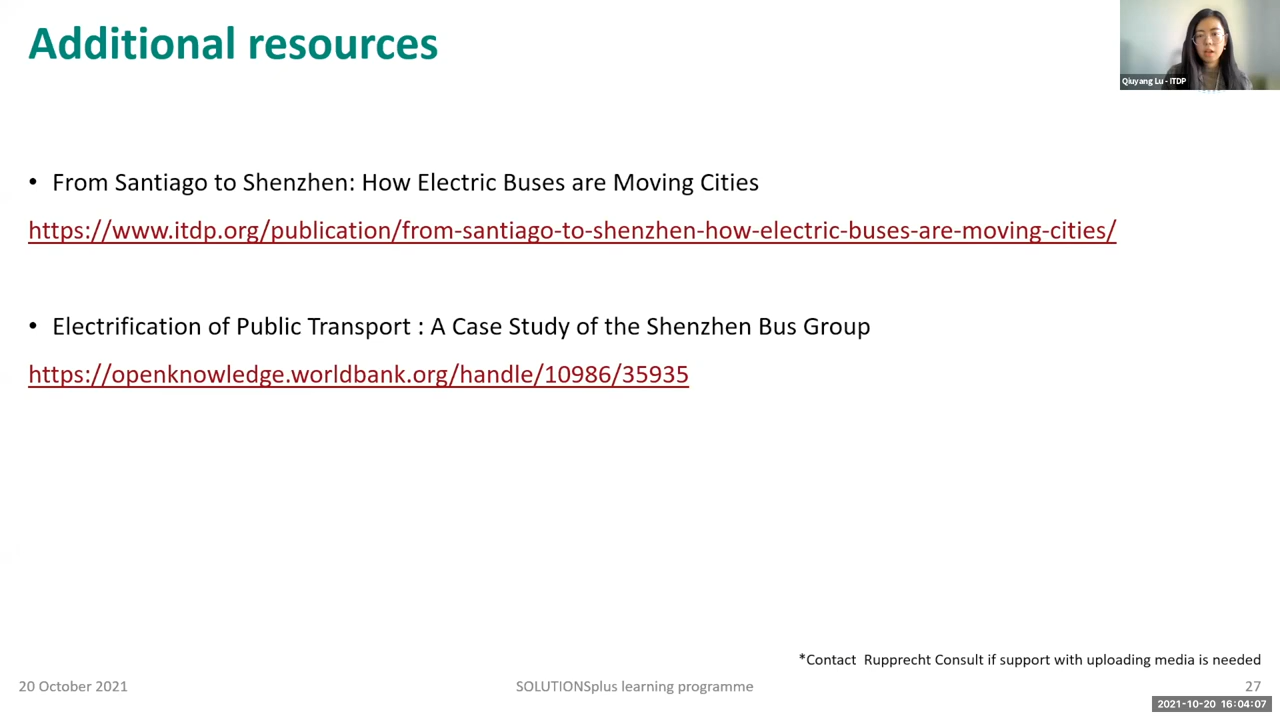 Additional resources
Qiuyang Lu - ITDP
• From Santiago to Shenzhen: How Electric Buses are Moving Cities
https://www.itdp.org/publication/from-santiago-to-shenzhen-how-electric-buses-are-moving-cities/
• Electrification of Public Transport : A Case Study of the Shenzhen Bus Group
https://openknowledge.worldbank.org/handle/10986/35935
*Contact Rupprecht Consult if support with uploading media is needed
20 October 2021
SOLUTIONSplus learning programme
27
2021-10-20 16:04:07